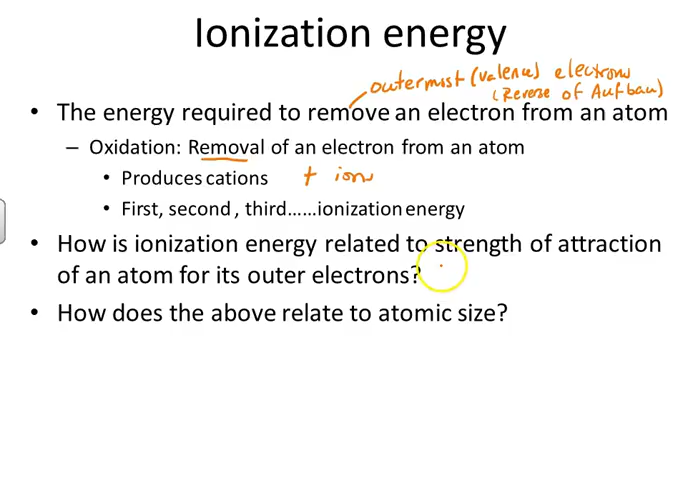 Ionization energy
outermost (valence) electrons
(Reverse of Aufbau)
• The energy required to remove an electron from an atom
– Oxidation: Removal of an electron from an atom
• Produces cations + ions
• First, second , third......ionization energy
• How is ionization energy related to strength of attraction
of an atom for its outer electrons?
• How does the above relate to atomic size?